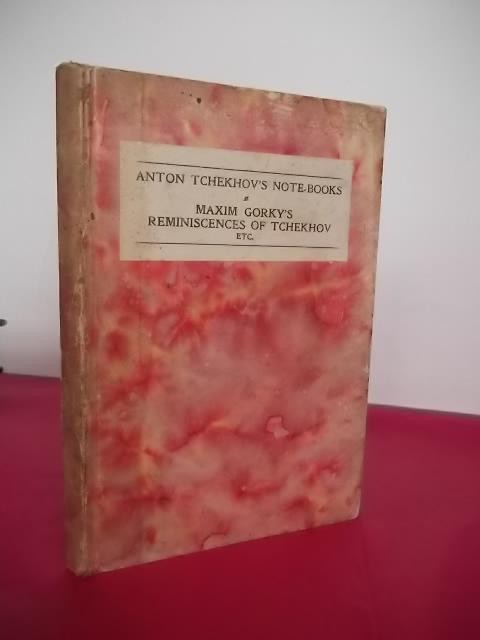 ANTON TCHEKHOV'S NOTE-BOOKS
MAXIM GORKY'S
REMINISCENCES OF TCHEKHOV
ETC.